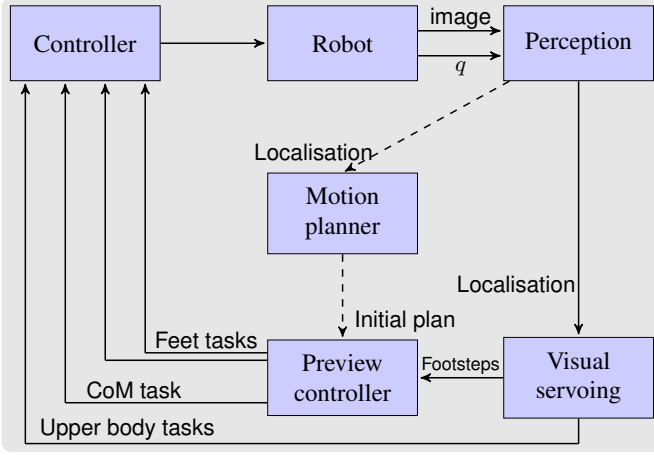 Controller
Robot
image
q
Perception
Localisation
Motion
planner
Localisation
Initial plan
Feet tasks
Preview
controller
Footsteps
Visual
servoing
CoM task
Upper body tasks